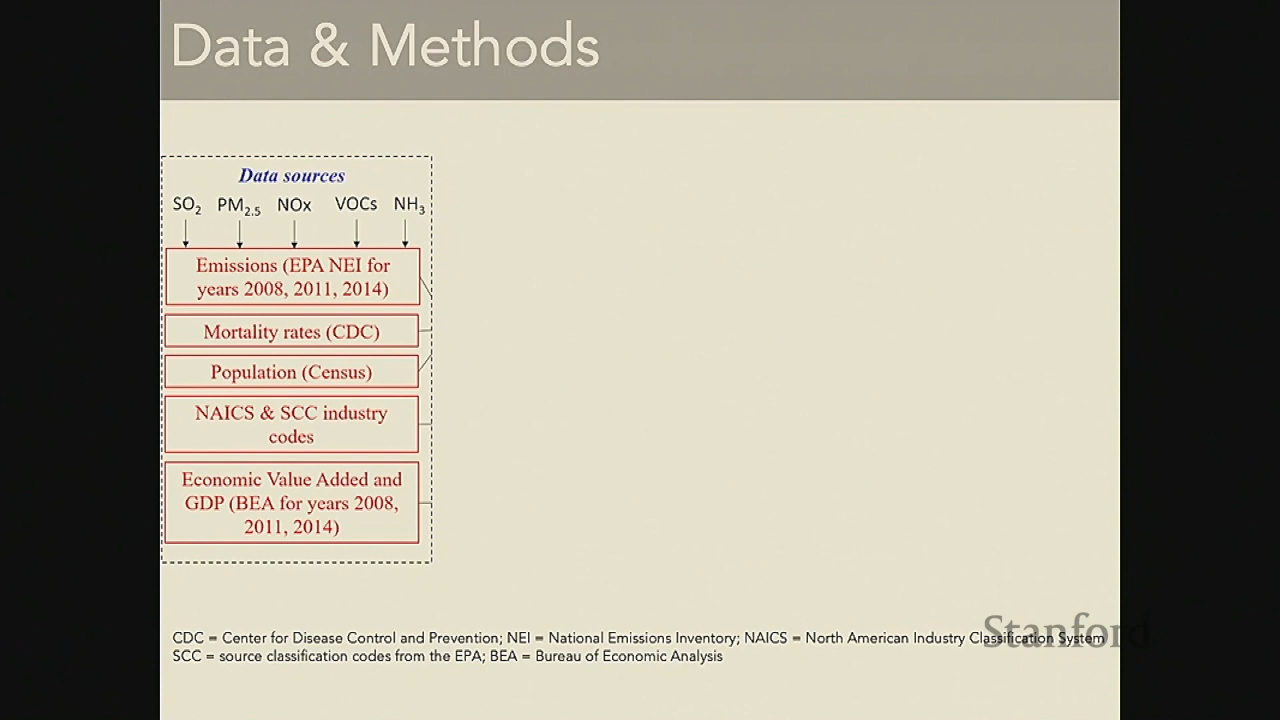 Data & Methods
Data sources
SO2 PM2.5 NOx VOCs NH3
Emissions (EPA NEI for
years 2008, 2011, 2014)
Mortality rates (CDC)
Population (Census)
NAICS & SCC industry
codes
Economic Value Added and
GDP (BEA for years 2008,
2011, 2014)
CDC = Center for Disease Control and Prevention; NEI = National Emissions Inventory; NAICS = North American Industry Classification System
SCC = source classification codes from the EPA; BEA = Bureau of Economic Analysis
Stanford